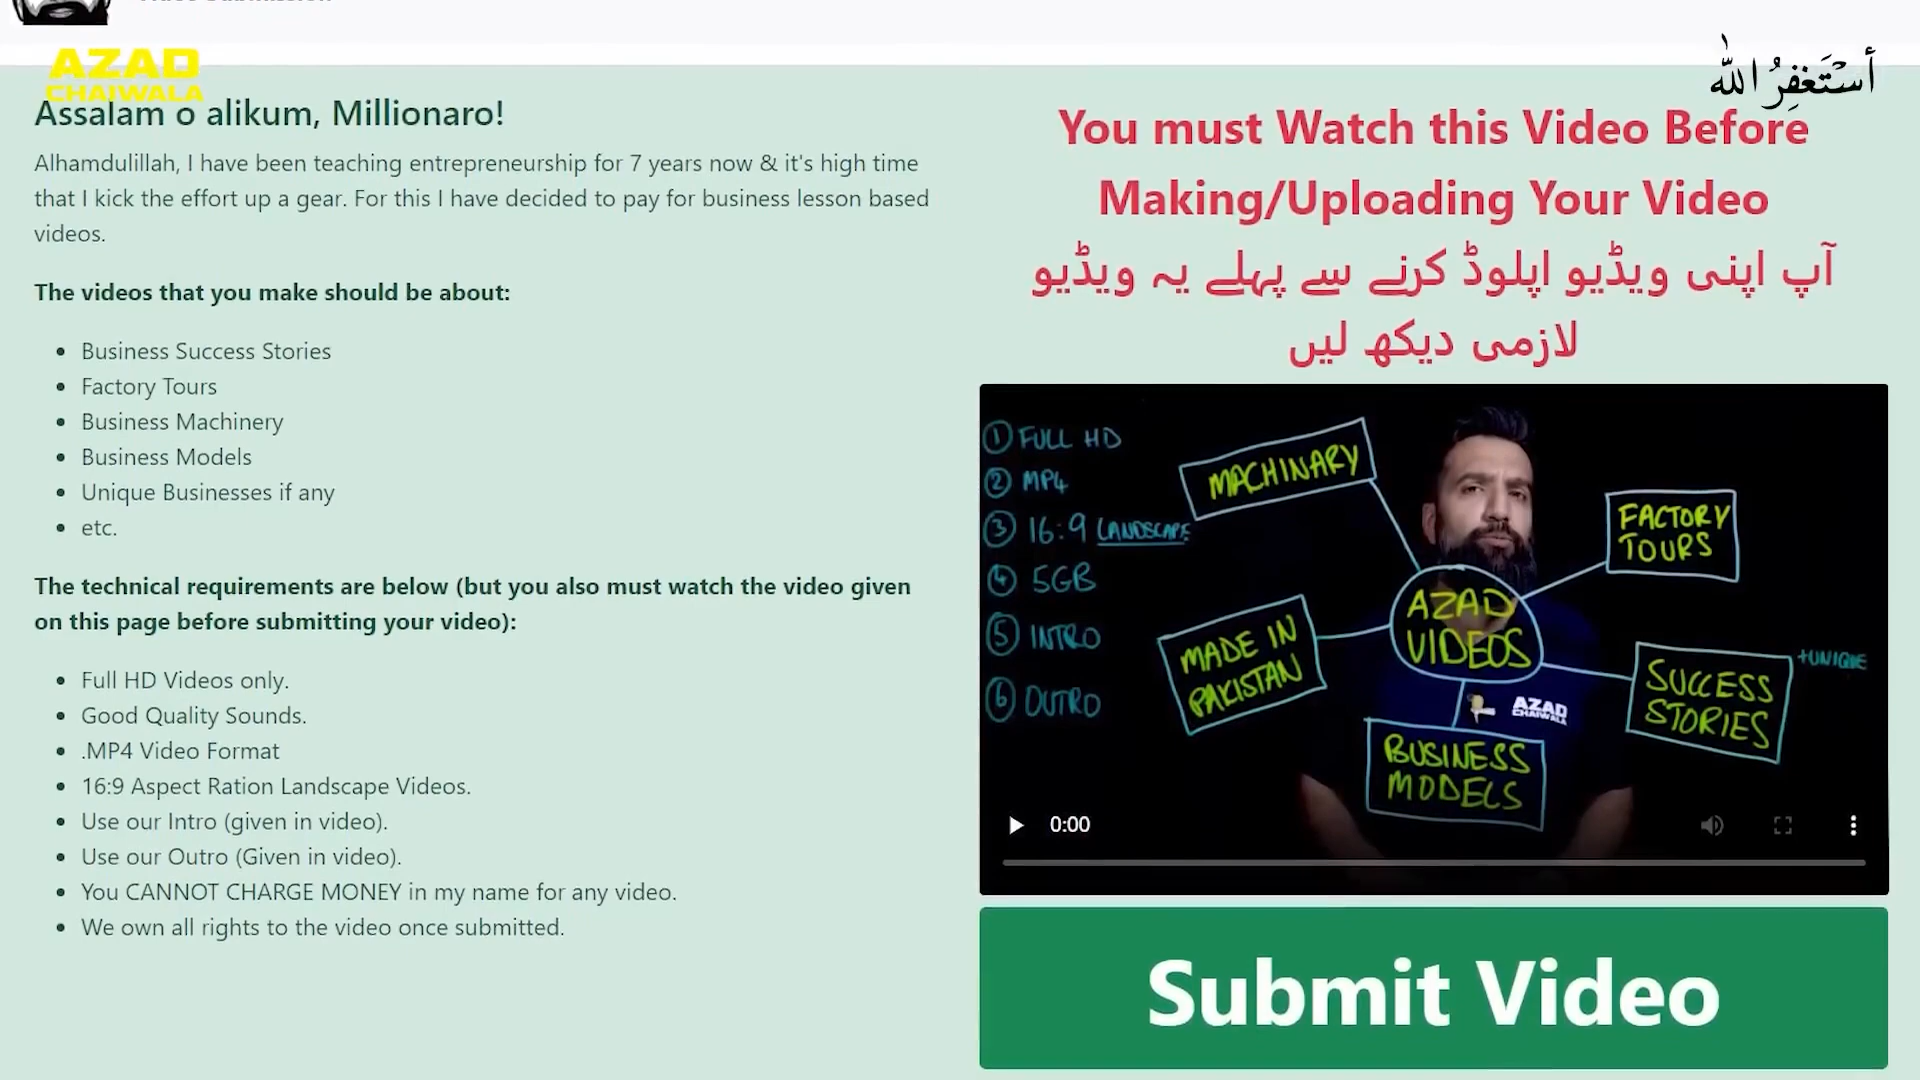 AZAD
CHAIWALA
أستَغفِرُ اللّٰه
Assalam o alikum, Millionaro!
Alhamdulillah, I have been teaching entrepreneurship for 7 years now & it's high time
that I kick the effort up a gear. For this I have decided to pay for business lesson based
videos.
The videos that you make should be about:
Business Success Stories
Factory Tours
Business Machinery
Business Models
Unique Businesses if any
etc.
The technical requirements are below (but you also must watch the video given
on this page before submitting your video):
Full HD Videos only.
Good Quality Sounds.
.MP4 Video Format
16:9 Aspect Ration Landscape Videos.
Use our Intro (given in video).
Use our Outro (Given in video).
You CANNOT CHARGE MONEY in my name for any video.
We own all rights to the video once submitted.
You must Watch this Video Before
Making/Uploading Your Video
آپ اپنی ویڈیو اپلوڈ کرنے سے پہلے یہ ویڈیو
لازمی دیکھ لیں
1 FULL HD
2 MP4
3 16:9 LANDSCAPE
4 5GB
5 INTRO
6 OUTRO
MACHINARY
FACTORY
TOURS
AZAD
VIDEOS
MADE IN
PAKISTAN
SUCCESS
STORIES
+UNIQUE
AZAD
CHAIWALA
BUSINESS
MODELS
0:00
Submit Video